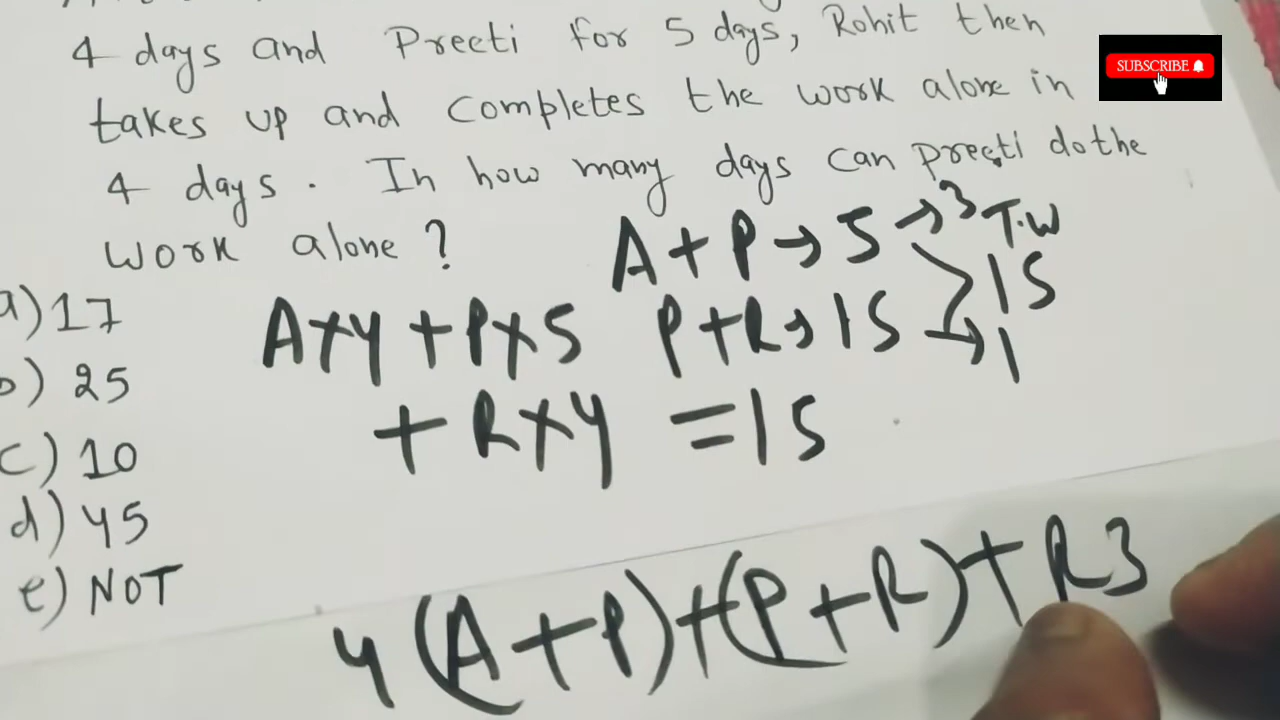 4 days and Preeti for 5 days, Rohit then
takes up and completes the work alone in
4 days. In how many days can preeti do the
work alone?
A+P→5→3 T.W
a) 17
A×4+P×5 P+R→15→1 15
b) 25
+R×4 =15
c) 10
d) 45
e) NOT
4(A+P)+(P+R)+R3
SUBSCRIBE